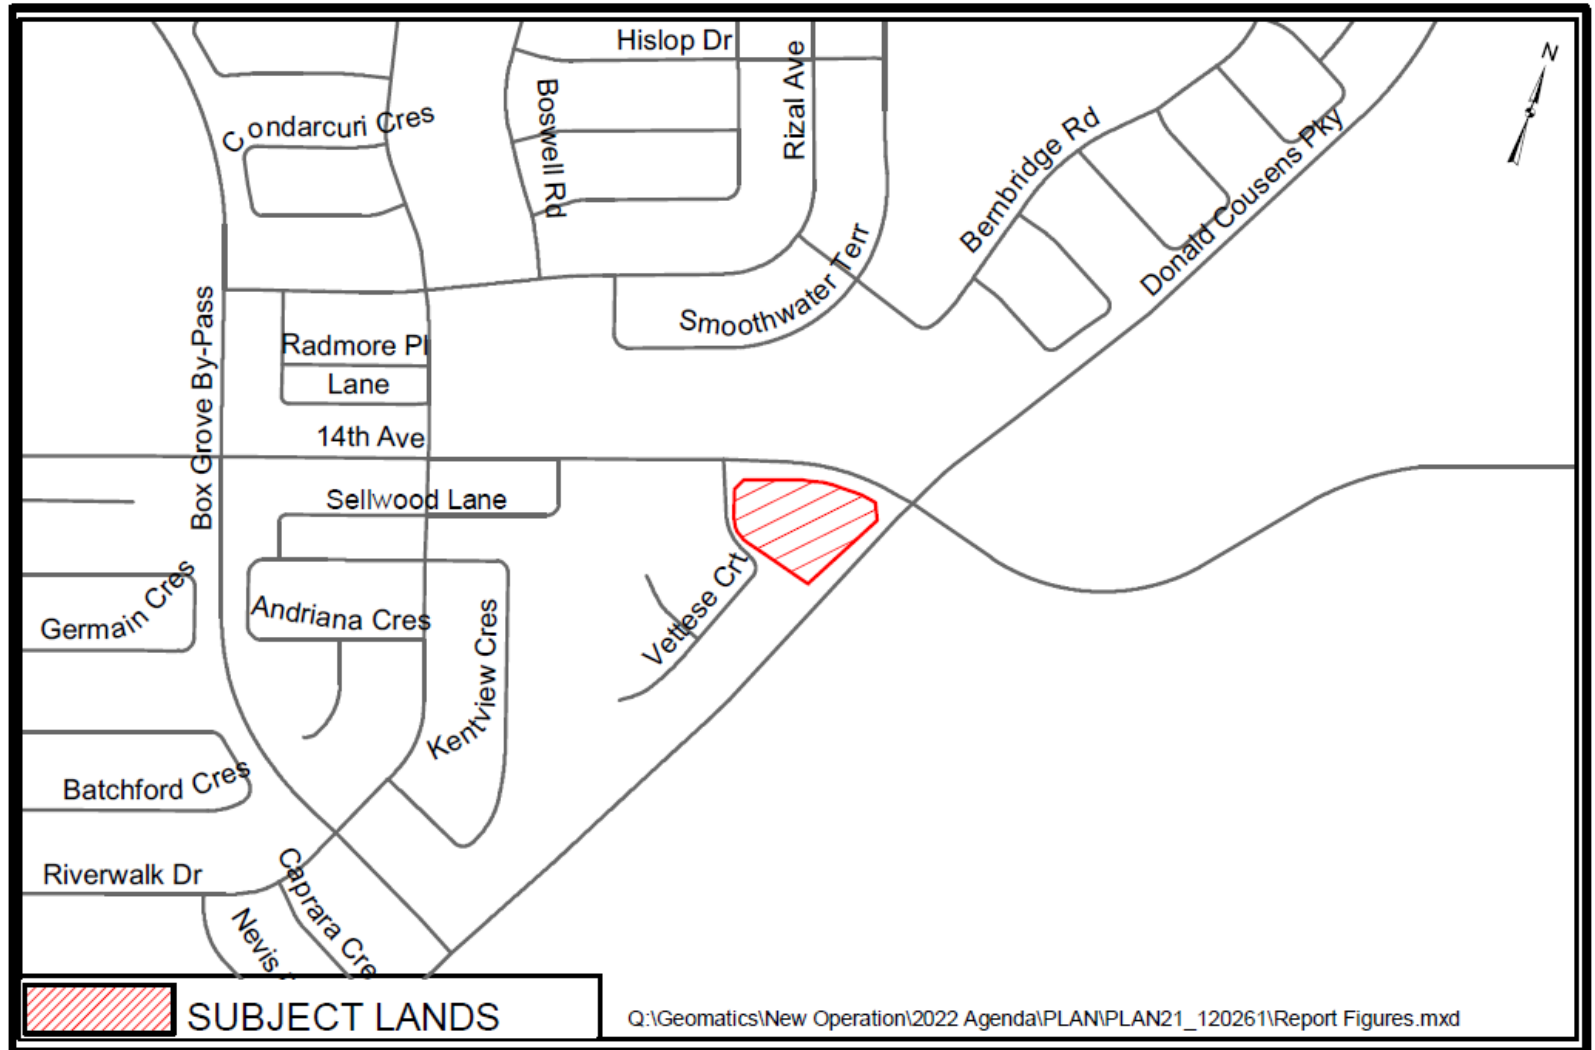 Hislop Dr
N
Rizal Ave
Boswell Rd
Condarcuri Cres
Bernbridge Rd
Donald Cousens Pky
Smoothwater Terr
Box Grove By-Pass
Radmore Pl
Lane
14th Ave
Sellwood Lane
Vettese Crt
Germain Cres
Andriana Cres
Kentview Cres
Batchford Cres
Riverwalk Dr
Caprara Cre
Nevis
SUBJECT LANDS
Q:\Geomatics\New Operation\2022 Agenda\PLAN\PLAN21_120261\Report Figures.mxd